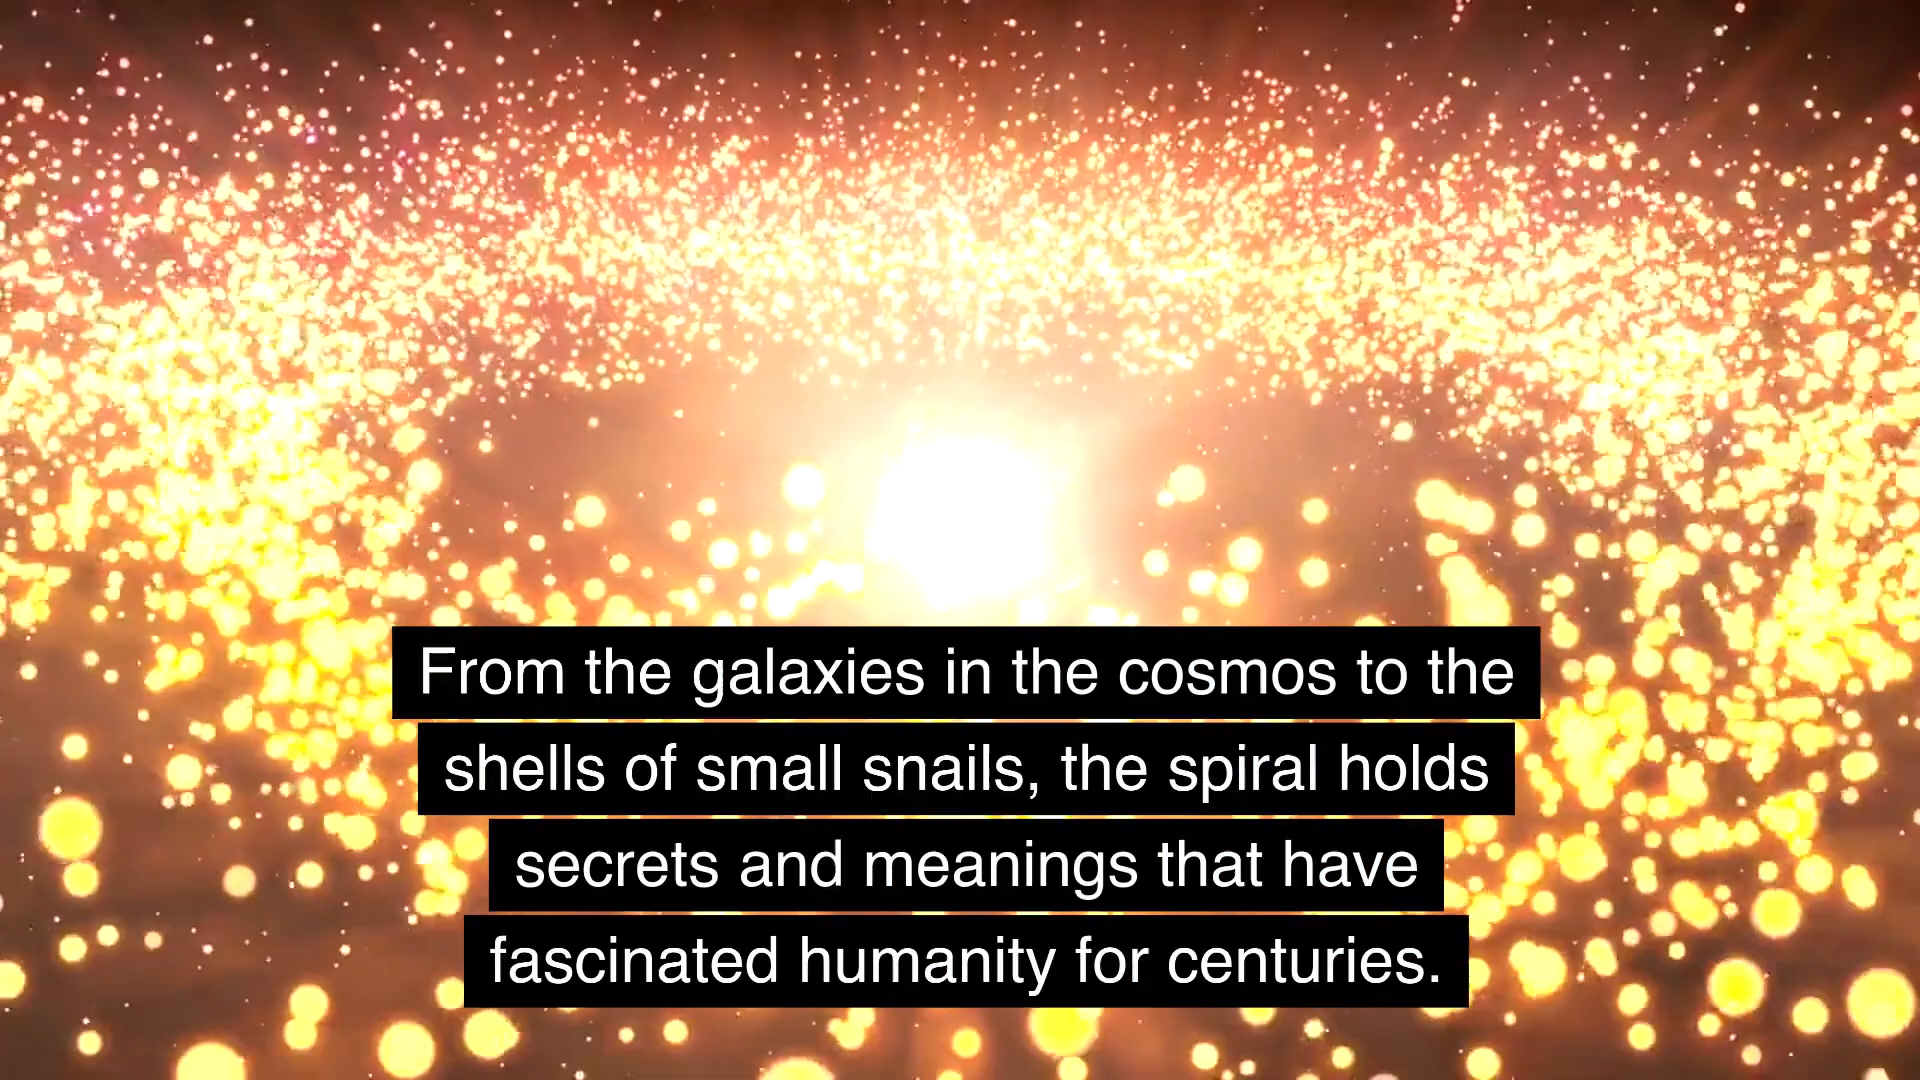 From the galaxies in the cosmos to the
shells of small snails, the spiral holds
secrets and meanings that have
fascinated humanity for centuries.